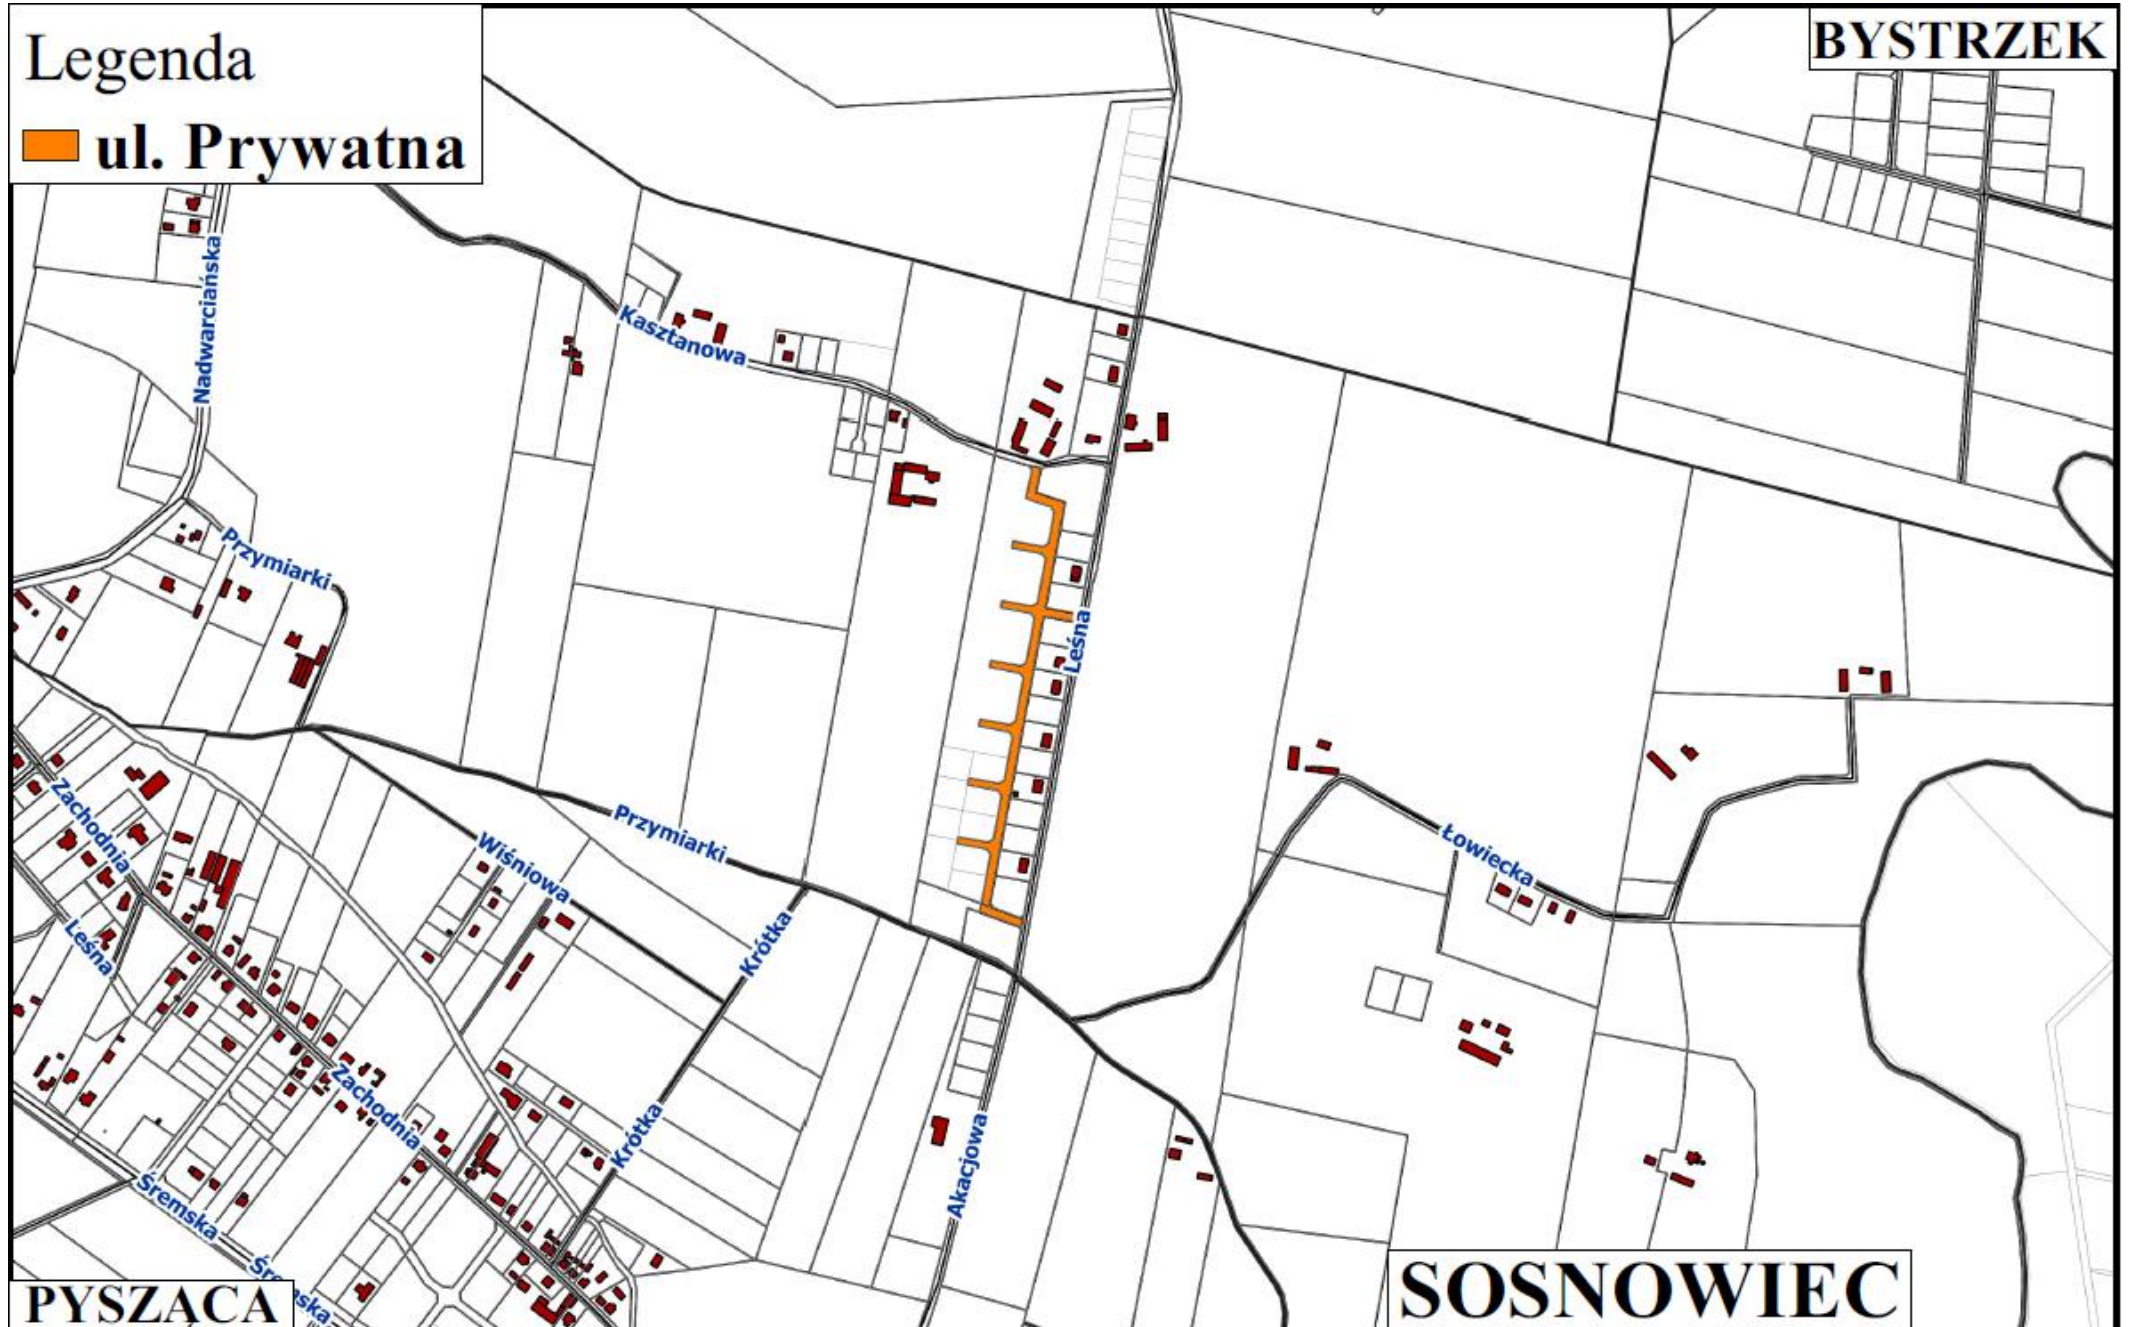 Legenda
ul. Prywatna
BYSTRZEK
Nadwarciańska
Kasztanowa
Przymiarki
Leśna
Zachodnia
Przymiarki
Wiśniowa
Łowiecka
Leśna
Krótka
Zachodnia
Krótka
Akacjowa
Śremska
Śremska
PYSZĄCA
SOSNOWIEC